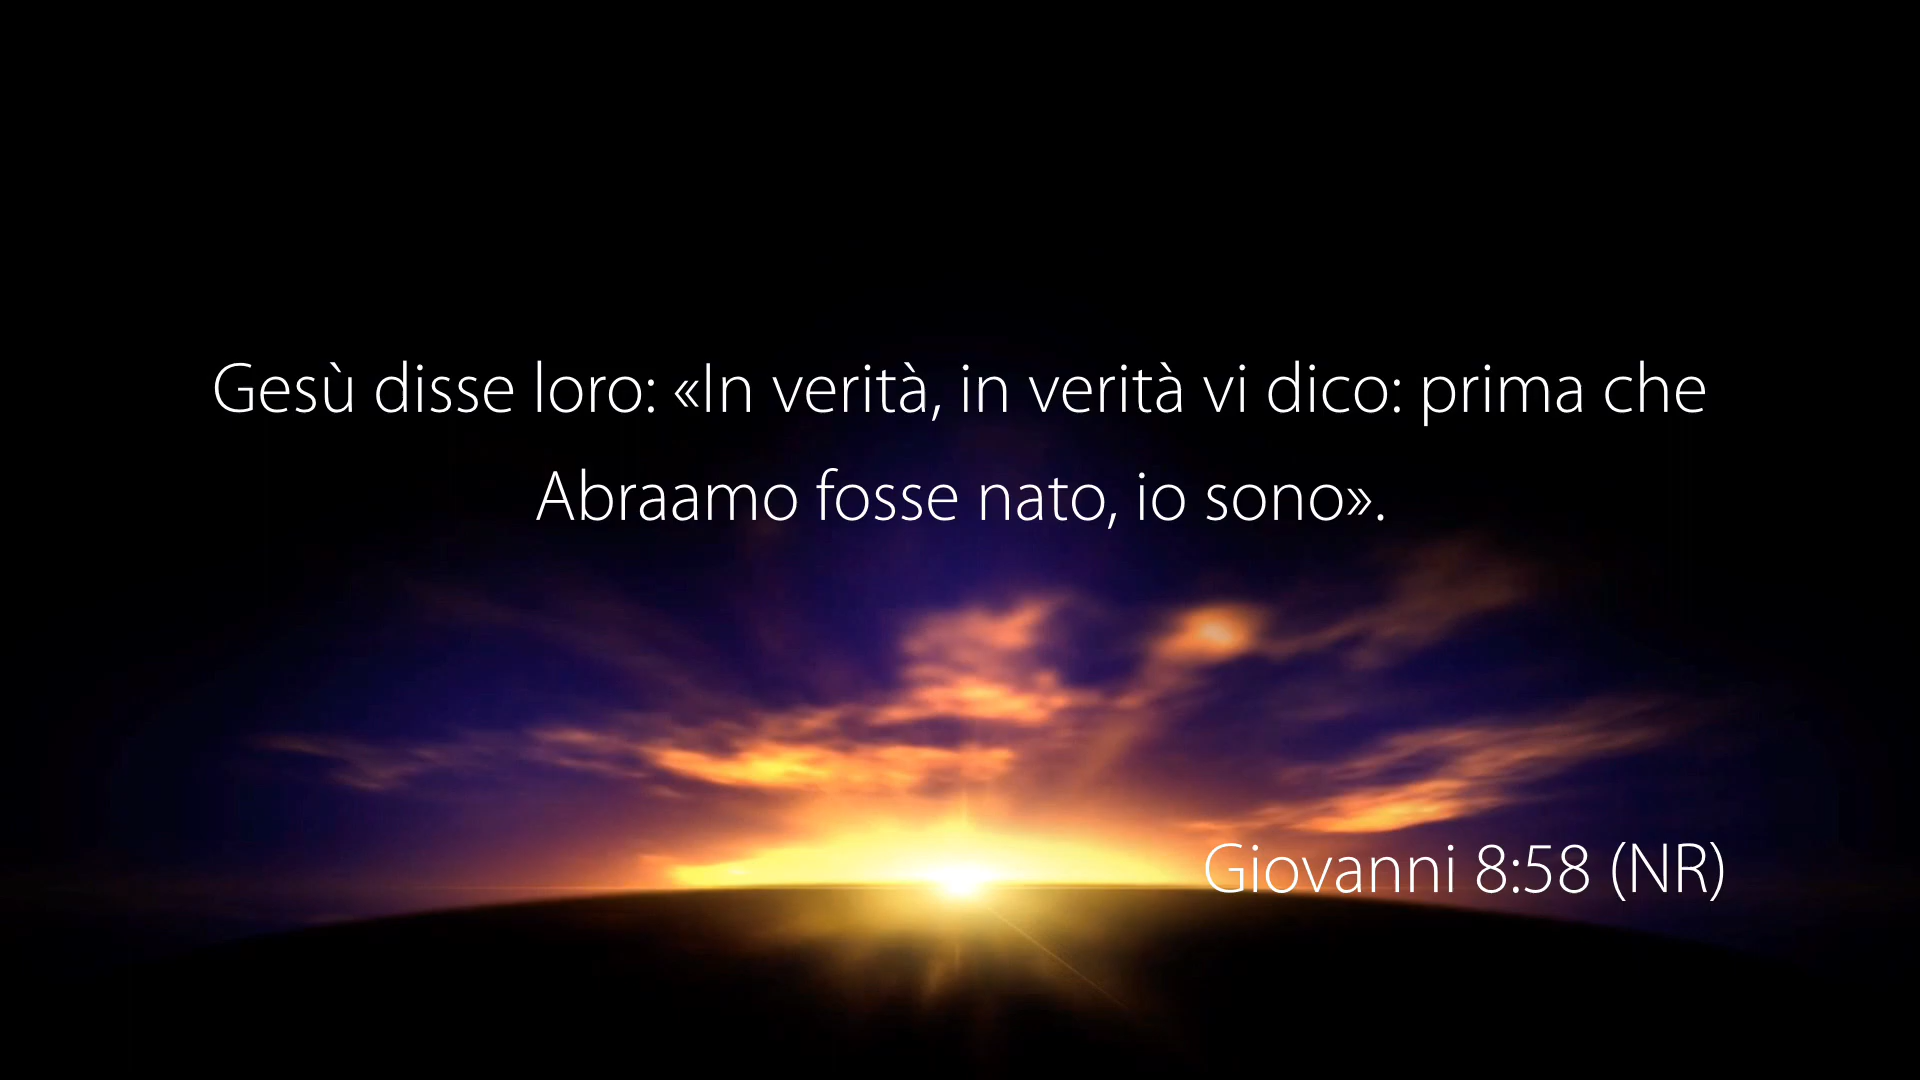 Gesù disse loro: «In verità, in verità vi dico: prima che
Abraamo fosse nato, io sono».
Giovanni 8:58 (NR)